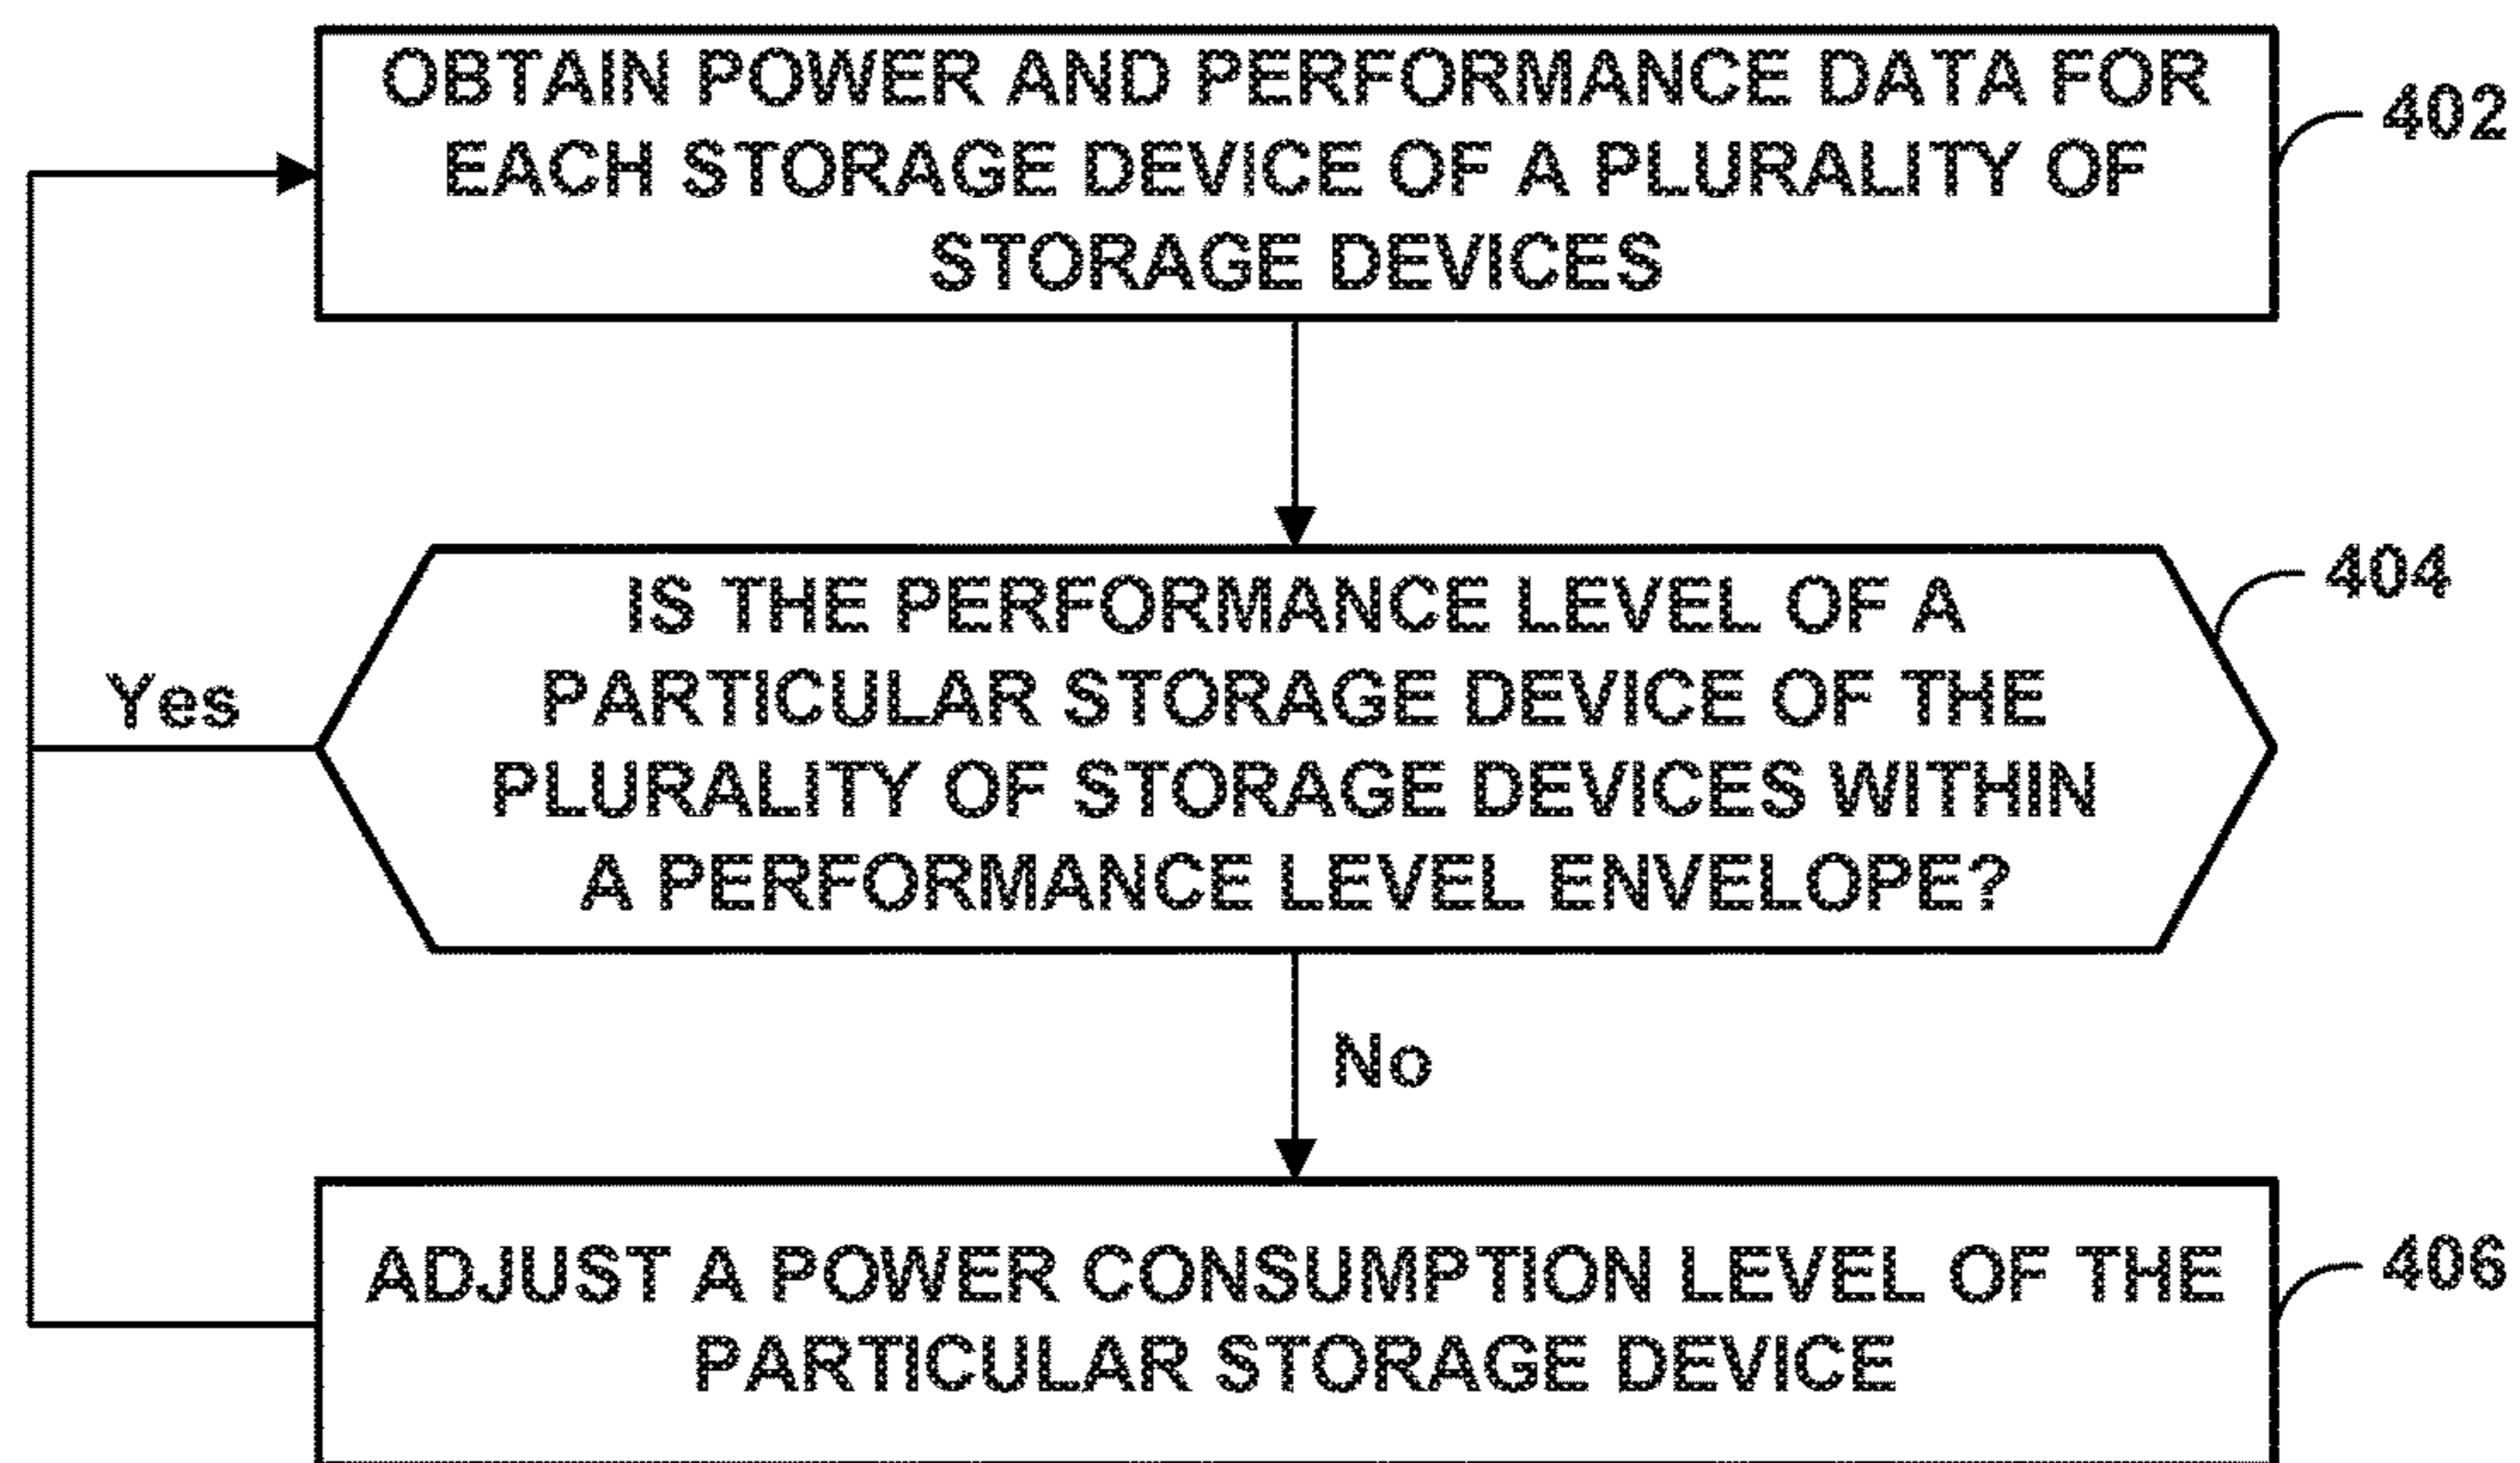 OBTAIN POWER AND PERFORMANCE DATA FOR
EACH STORAGE DEVICE OF A PLURALITY OF
STORAGE DEVICES
402
IS THE PERFORMANCE LEVEL OF A
PARTICULAR STORAGE DEVICE OF THE
PLURALITY OF STORAGE DEVICES WITHIN
A PERFORMANCE LEVEL ENVELOPE?
404
Yes
No
ADJUST A POWER CONSUMPTION LEVEL OF THE
PARTICULAR STORAGE DEVICE
406